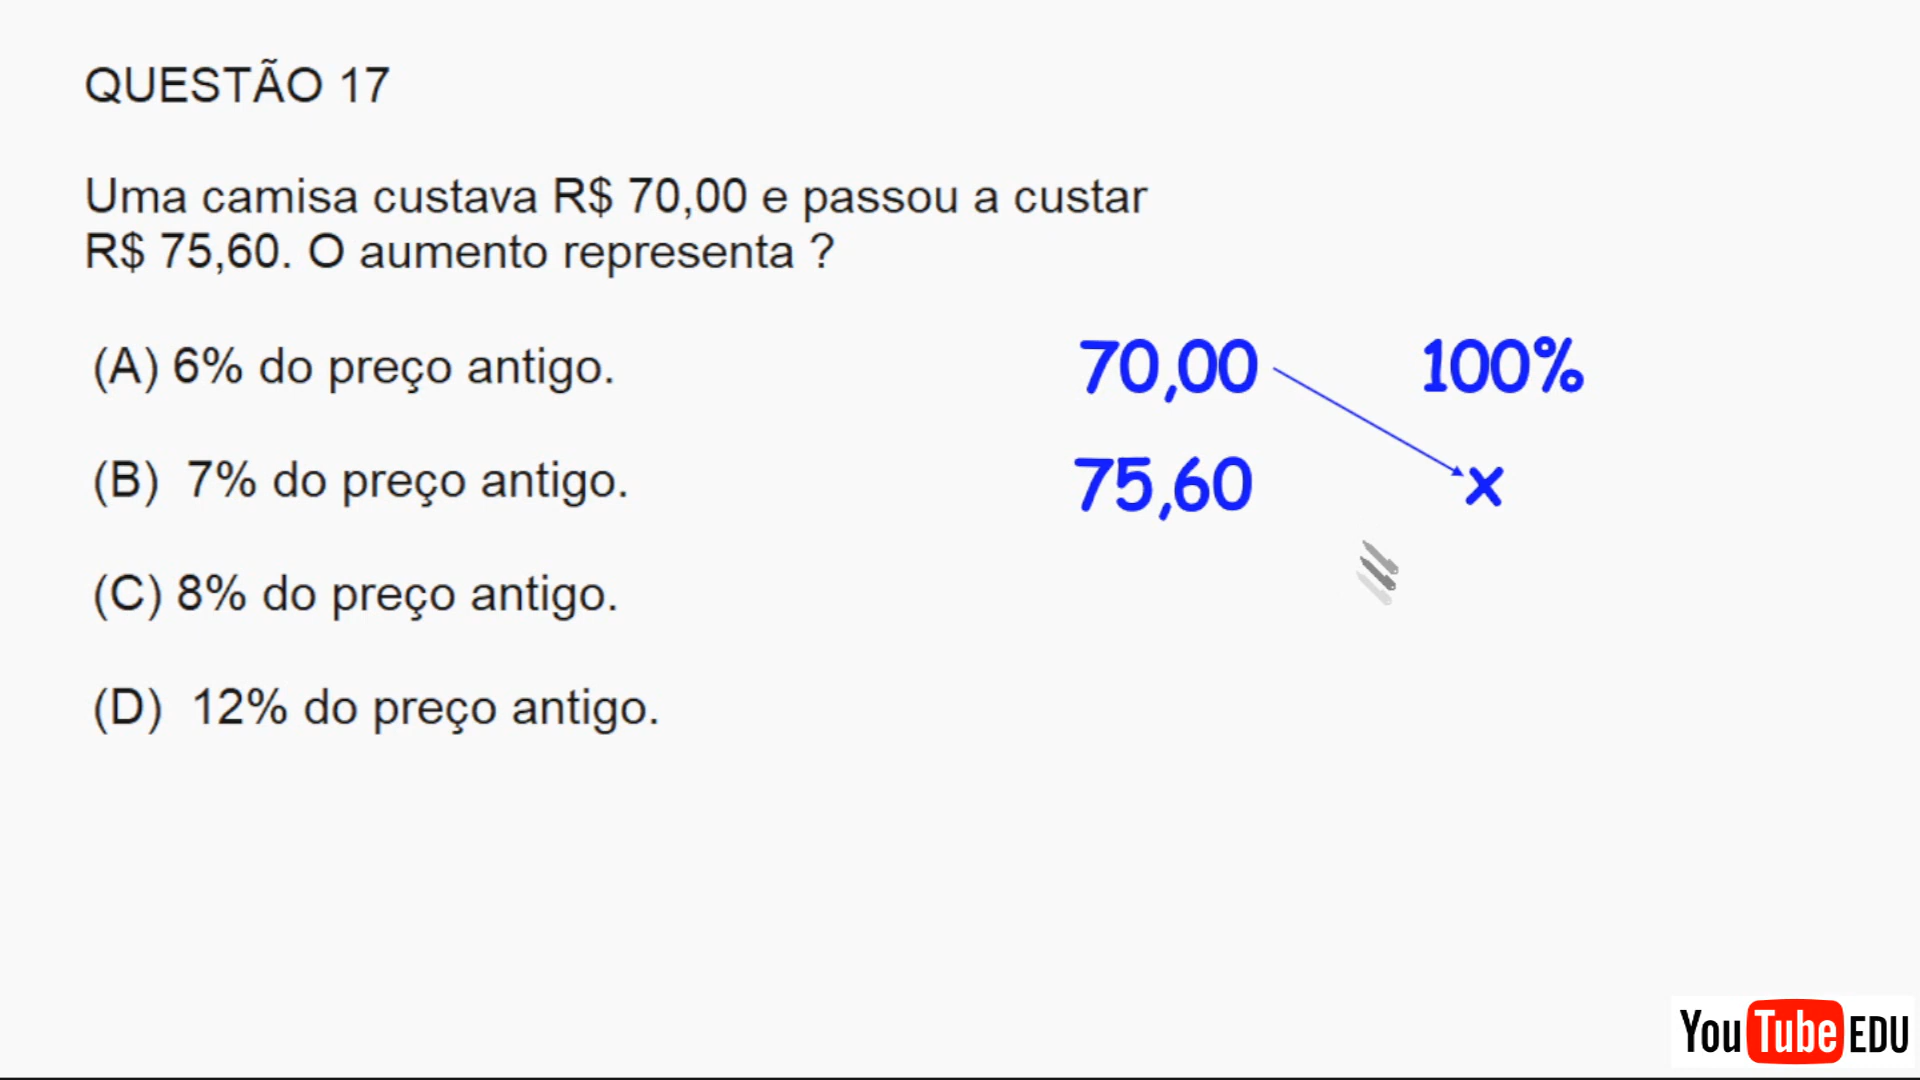 QUESTÃO 17
Uma camisa custava R$ 70,00 e passou a custar
R$ 75,60. O aumento representa ?
(A) 6% do preço antigo.
(B) 7% do preço antigo.
(C) 8% do preço antigo.
(D) 12% do preço antigo.
70,00 100%
75,60 x
YouTube EDU